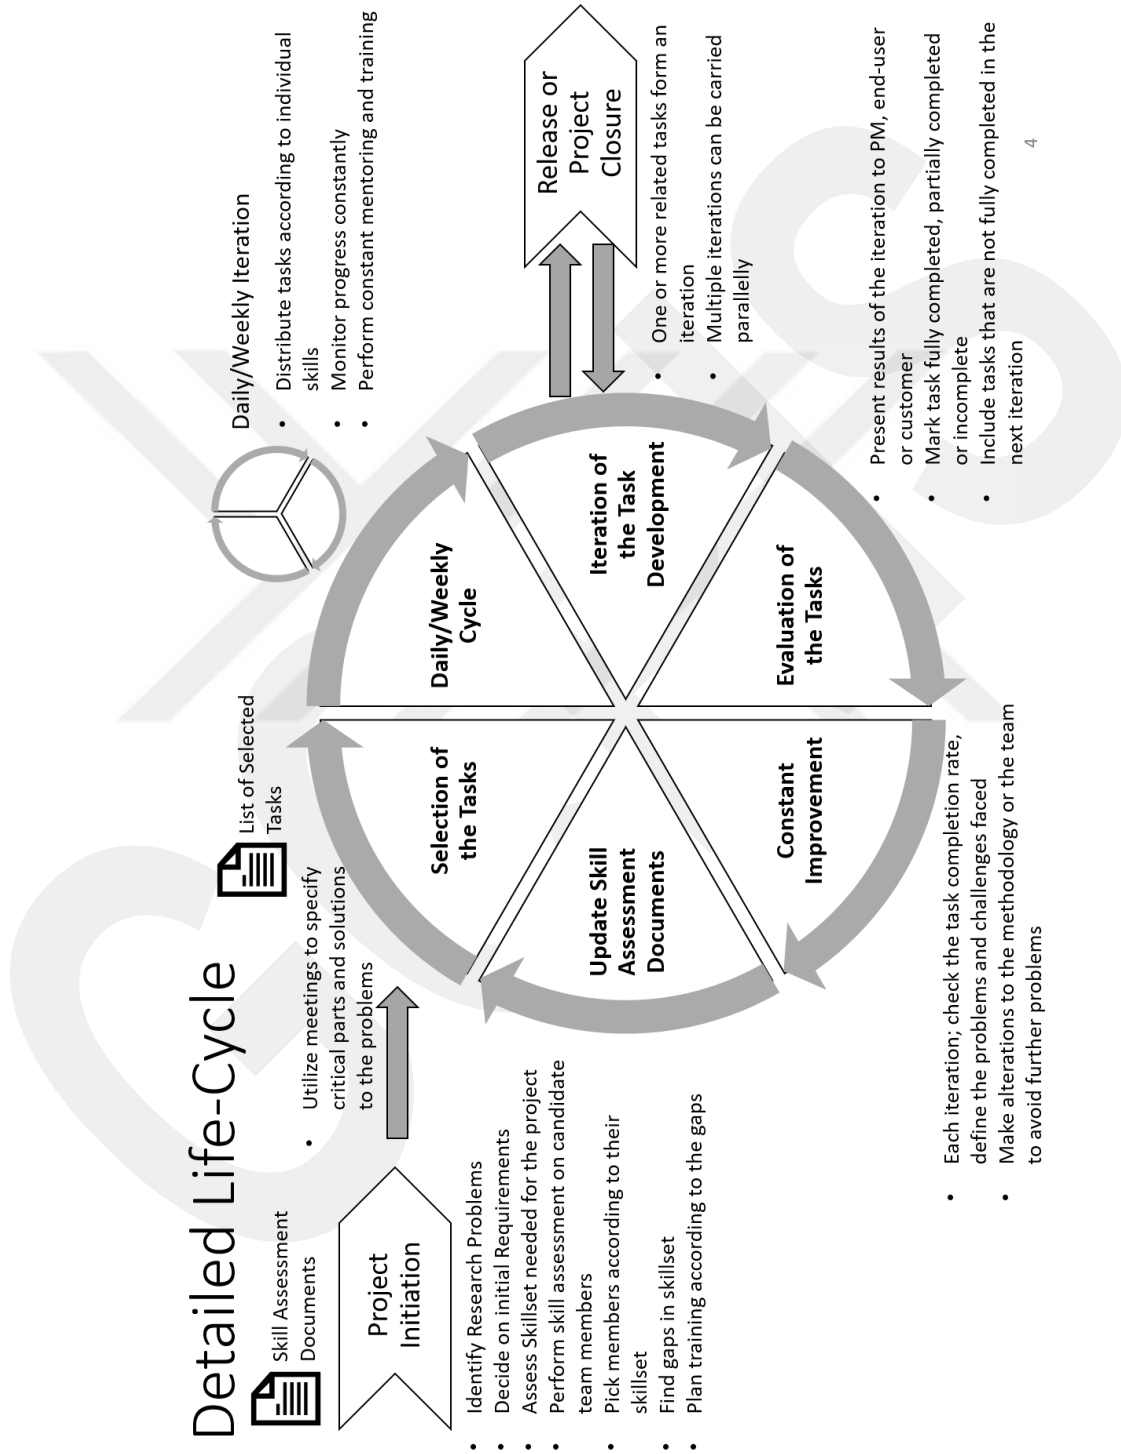 Detailed Life-Cycle
Skill Assessment
Documents
Project
Initiation
• Identify Research Problems
• Decide on initial Requirements
• Assess Skillset needed for the project
• Perform skill assessment on candidate
team members
• Pick members according to their
skillset
• Find gaps in skillset
• Plan training according to the gaps
• Utilize meetings to specify
critical parts and solutions
to the problems
List of Selected
Tasks
Selection of
the Tasks
Daily/Weekly
Cycle
Iteration of
the Task
Development
Evaluation of
the Tasks
Constant
Improvement
Update Skill
Assessment
Documents
Daily/Weekly Iteration
• Distribute tasks according to individual
skills
• Monitor progress constantly
• Perform constant mentoring and training
Release or
Project
Closure
• One or more related tasks form an
iteration
• Multiple iterations can be carried
parallelly
• Present results of the iteration to PM, end-user
or customer
• Mark task fully completed, partially completed
or incomplete
• Include tasks that are not fully completed in the
next iteration
• Each iteration; check the task completion rate,
define the problems and challenges faced
• Make alterations to the methodology or the team
to avoid further problems
4